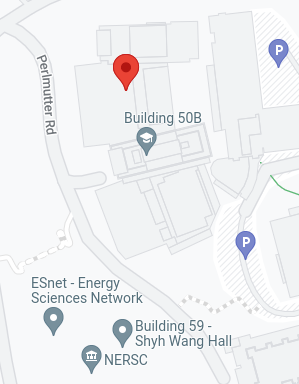 P
Perlmutter Rd
Building 50B
P
ESnet - Energy
Sciences Network
Building 59 -
Shyh Wang Hall
NERSC